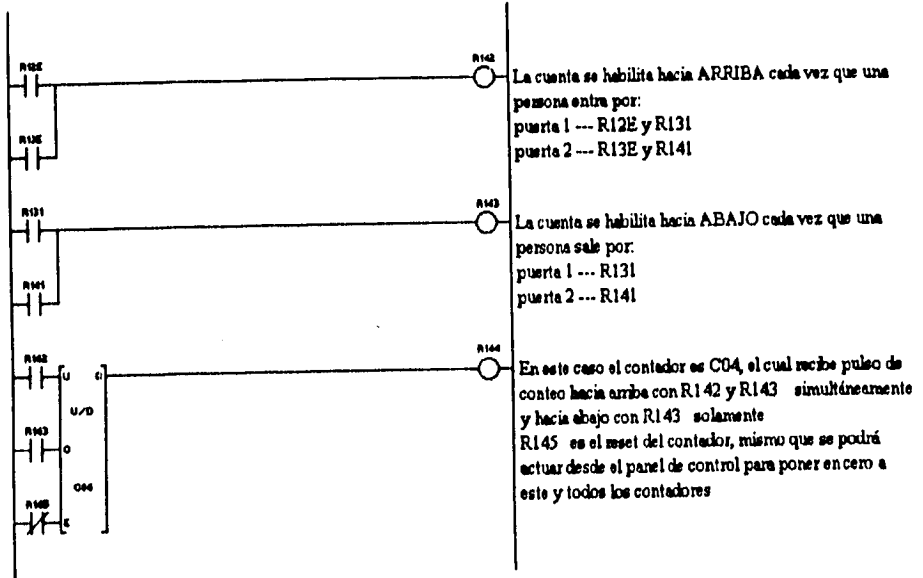 R12E
R142
La cuenta se habilita hacia ARRIBA cada vez que una
persona entra por:
puerta 1 --- R12E y R131
puerta 2 --- R13E y R141
R13E
R131
R143
La cuenta se habilita hacia ABAJO cada vez que una
persona sale por:
puerta 1 --- R131
puerta 2 --- R141
R141
R142
R144
U
U/D
R143
R145
E
En este caso el contador es C04, el cual recibe pulso de
conteo hacia arriba con R142 y R143 simultáneamente
y hacia abajo con R143 solamente
R145 es el reset del contador, mismo que se podrá
actuar desde el panel de control para poner en cero a
este y todos los contadores